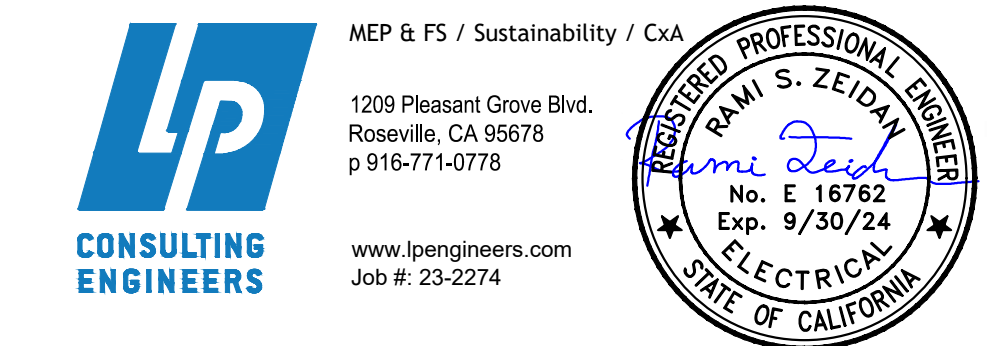 LP
CONSULTING
ENGINEERS
MEP & FS / Sustainability / CxA
1209 Pleasant Grove Blvd.
Roseville, CA 95678
p 916-771-0778
www.lpengineers.com
Job #: 23-2274
REGISTERED PROFESSIONAL ENGINEER
RAMI S. ZEIDAN
Rami Zeidn
No. E 16762
Exp. 9/30/24
ELECTRICAL
STATE OF CALIFORNIA